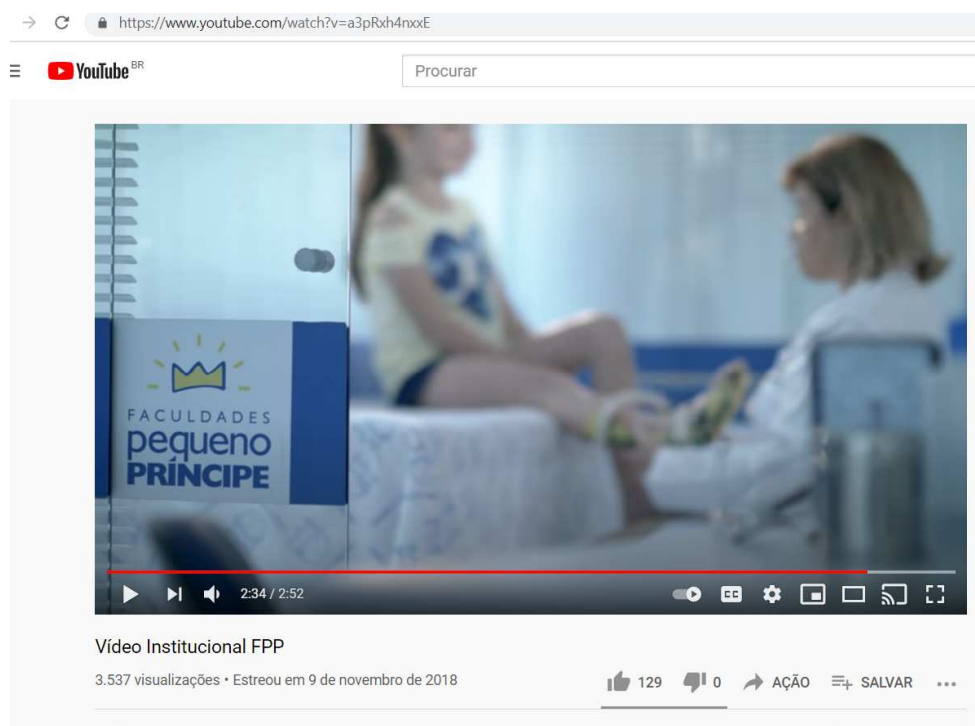 https://www.youtube.com/watch?v=a3pRxh4nxxE
YouTube BR
Procurar
FACULDADES
pequeno
PRÍNCIPE
2:34 / 2:52
CC
Vídeo Institucional FPP
3.537 visualizações • Estreou em 9 de novembro de 2018
129
0
AÇÃO
SALVAR